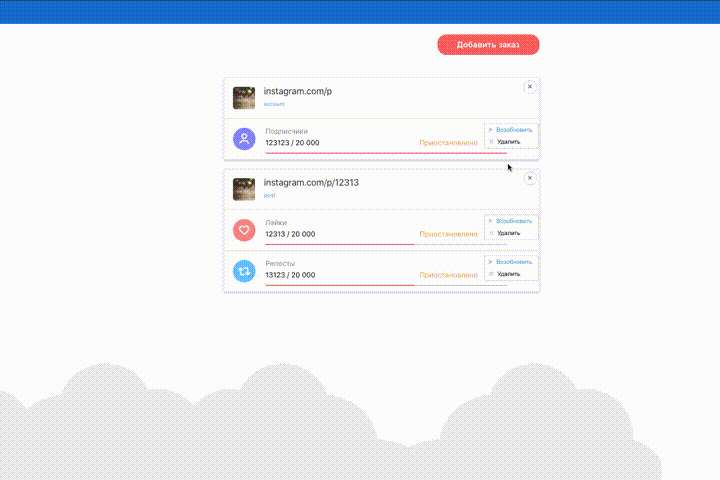 Добавить заказ
instagram.com/p
account
Подписчики
123123 / 20 000
Приостановлено
Возобновить
Удалить
instagram.com/p/12313
post
Лайки
12313 / 20 000
Приостановлено
Возобновить
Удалить
Репосты
13123 / 20 000
Приостановлено
Возобновить
Удалить